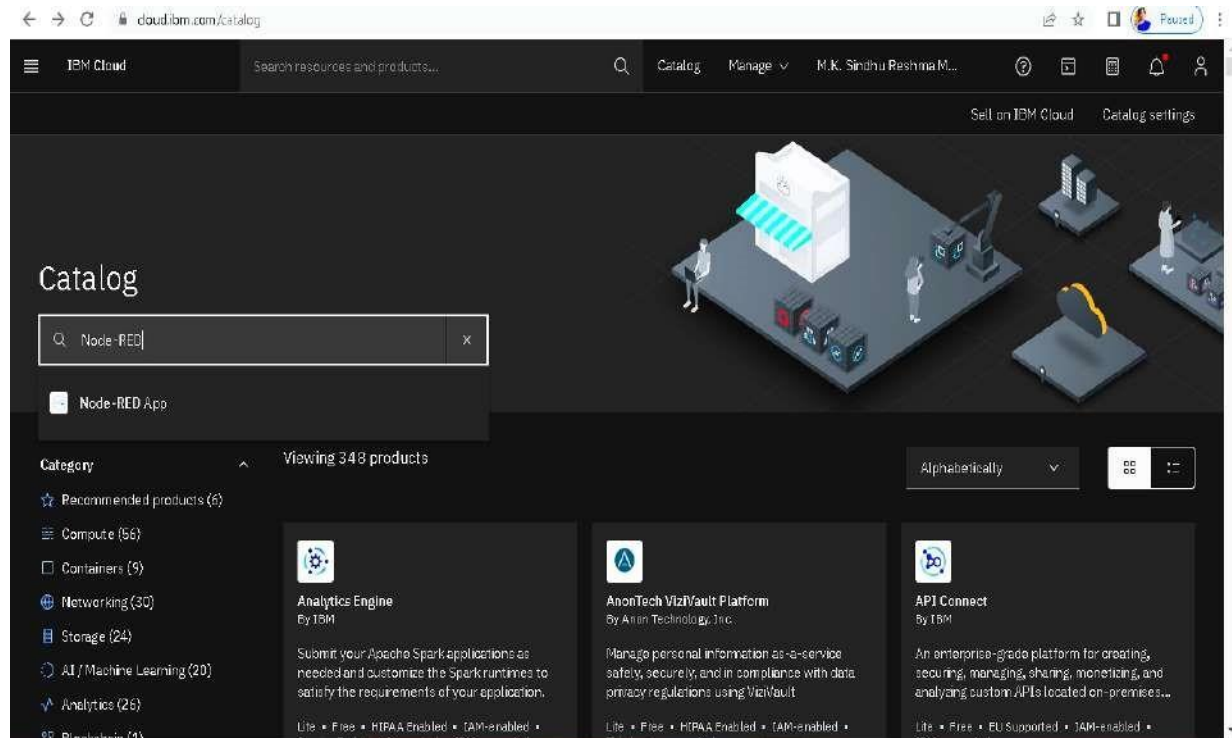 cloud.ibm.com/catalog
Paused
IBM Cloud
Search resources and products...
Catalog
Manage
M.K. Sindhu Reshma M...
Sell on IBM Cloud
Catalog settings
Catalog
Node-RED
Node-RED App
Category
Viewing 348 products
Alphabetically
Recommended products (6)
Compute (56)
Containers (9)
Networking (30)
Storage (24)
AI / Machine Learning (20)
Analytics (26)
Analytics Engine
By IBM
Submit your Apache Spark applications as
needed and customize the Spark runtimes to
satisfy the requirements of your application.
Lite • Free • HIPAA Enabled • IAM-enabled •
AnonTech ViziVault Platform
By Anon Technology, Inc.
Manage personal information as-a-service
safely, securely, and in compliance with data
privacy regulations using ViziVault
Lite • Free • HIPAA Enabled • IAM-enabled •
API Connect
By IBM
An enterprise-grade platform for creating,
securing, managing, sharing, monetizing, and
analyzing custom APIs located on-premises...
Lite • Free • EU Supported • IAM-enabled •